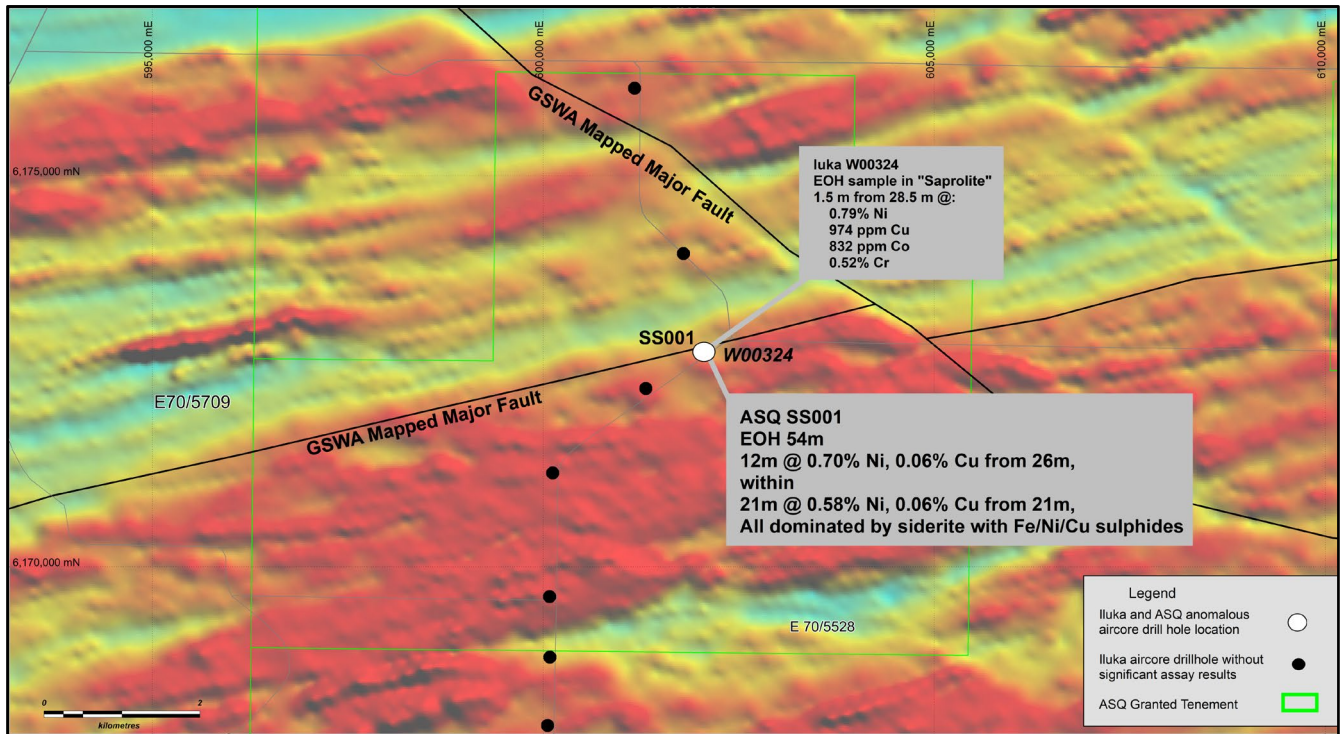 595,000 mE
600,000 mE
605,000 mE
610,000 mE
GSWA Mapped Major Fault
6,175,000 mN
Iuka W00324
EOH sample in "Saprolite"
1.5 m from 28.5 m @:
0.79% Ni
974 ppm Cu
832 ppm Co
0.52% Cr
SS001
W00324
E70/5709
GSWA Mapped Major Fault
ASQ SS001
EOH 54m
12m @ 0.70% Ni, 0.06% Cu from 26m,
within
21m @ 0.58% Ni, 0.06% Cu from 21m,
All dominated by siderite with Fe/Ni/Cu sulphides
6,170,000 mN
E 70/5528
Legend
Iluka and ASQ anomalous
aircore drill hole location
Iluka aircore drillhole without
significant assay results
ASQ Granted Tenement
0 2
kilometres